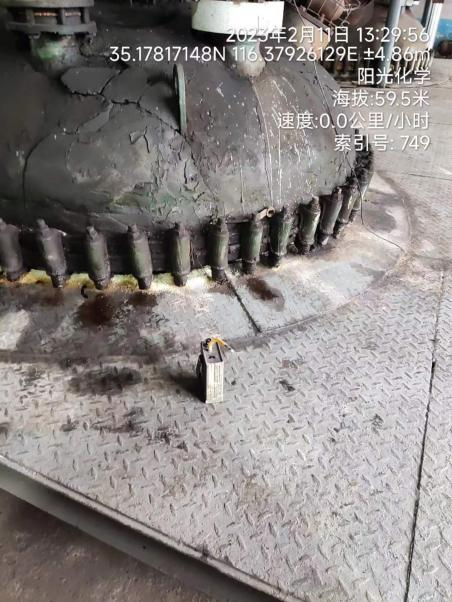 2023年2月11日 13:29:56
35.17817148N 116.37926129E ±4.86m
阳光化学
海拔:59.5米
速度:0.0公里/小时
索引号: 749